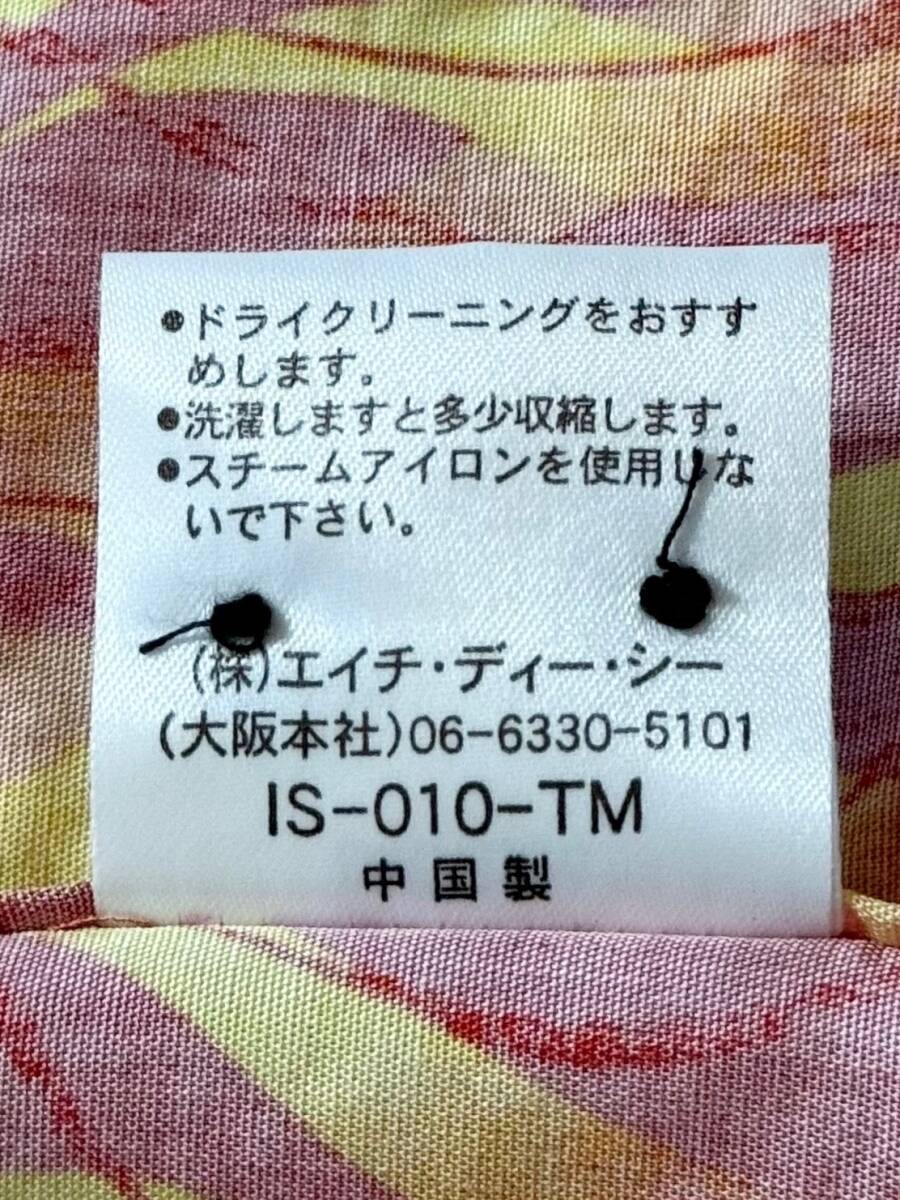 ●ドライクリーニングをおすす
めします。
●洗濯しますと多少収縮します。
●スチームアイロンを使用しな
いで下さい。
(株)エイチ・ディー・シー
(大阪本社)06-6330-5101
IS-010-TM
中国製